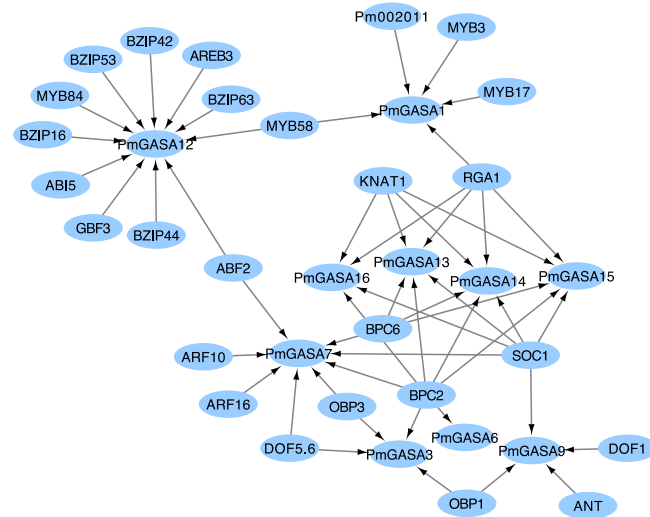 Pm002011
MYB3
BZIP42
AREB3
BZIP53
MYB84
BZIP63
MYB17
PmGASA1
BZIP16
MYB58
PmGASA12
ABI5
KNAT1
RGA1
GBF3
BZIP44
ABF2
PmGASA13
PmGASA16
PmGASA14
PmGASA15
BPC6
ARF10
PmGASA7
SOC1
BPC2
ARF16
OBP3
PmGASA6
DOF5.6
PmGASA3
PmGASA9
DOF1
OBP1
ANT